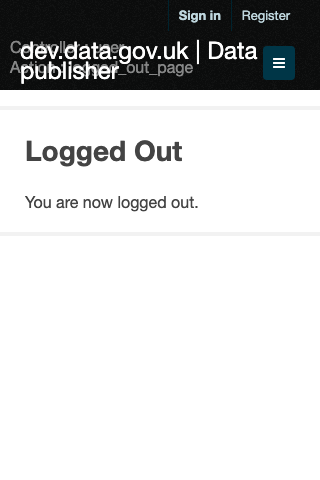 Sign in
Register
Controller : user
Action : logged_out_page
dev.data.gov.uk | Data
publisher
Logged Out
You are now logged out.